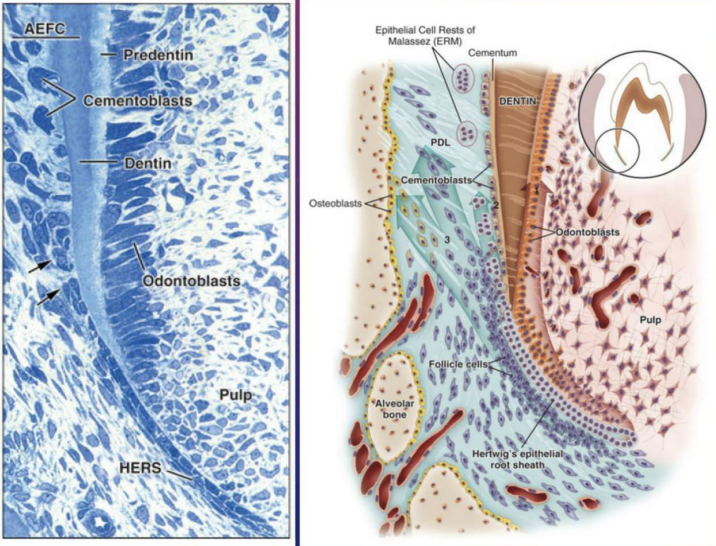 AEFC
Predentin
Cementoblasts
Dentin
Odontoblasts
Pulp
HERS
Epithelial Cell Rests of
Malassez (ERM)
Cementum
DENTIN
PDL
Cementoblasts
1
2
Osteoblasts
Odontoblasts
3
Pulp
Follicle cells
Alveolar
bone
Hertwig's epithelial
root sheath